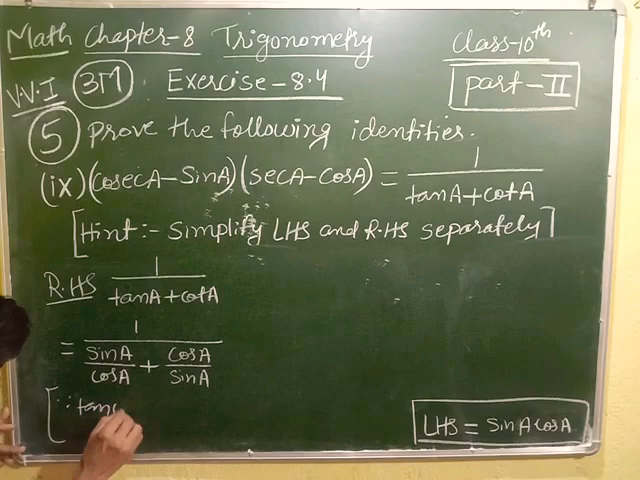 Math Chapter-8 Trigonometry Class-10th
V.V.I 3M Exercise-8.4 part-II
5 prove the following identities.
(ix) (cosecA-SinA) (secA-CosA) = 1/(tanA+cotA)
[Hint:- Simplify LHS and R.HS separately]
R.HS 1/(tanA+cotA)
= 1/(SinA/CosA + CosA/SinA)
[∵ tan
LHS = SinA CosA